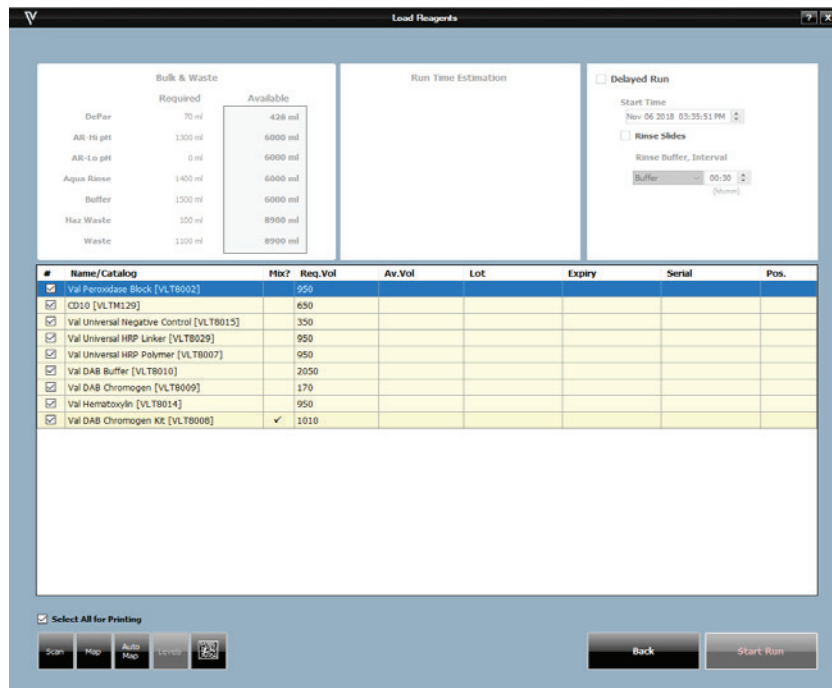 Load Reagents
? X
Bulk & Waste
Required Available
DePar 70 ml 428 ml
AR-Hi pH 1300 ml 6000 ml
AR-Lo pH 0 ml 6000 ml
Aqua Rinse 1400 ml 6000 ml
Buffer 1500 ml 6000 ml
Haz Waste 100 ml 8900 ml
Waste 1100 ml 8900 ml
Run Time Estimation
Delayed Run
Start Time
Nov 06 2018 03:35:51 PM
Rinse Slides
Rinse Buffer, Interval
Buffer 00:30
(hh:mm)
# Name/Catalog Mix? Req.Vol Av.Vol Lot Expiry Serial Pos.
Val Peroxidase Block [VLT8002] 950
CD10 [VLTM129] 650
Val Universal Negative Control [VLT8015] 350
Val Universal HRP Linker [VLT8029] 950
Val Universal HRP Polymer [VLT8007] 950
Val DAB Buffer [VLT8010] 2050
Val DAB Chromogen [VLT8009] 170
Val Hematoxylin [VLT8014] 950
Val DAB Chromogen Kit [VLT8008] ✓ 1010
Select All for Printing
Scan Map Auto Map Levels
Back Start Run